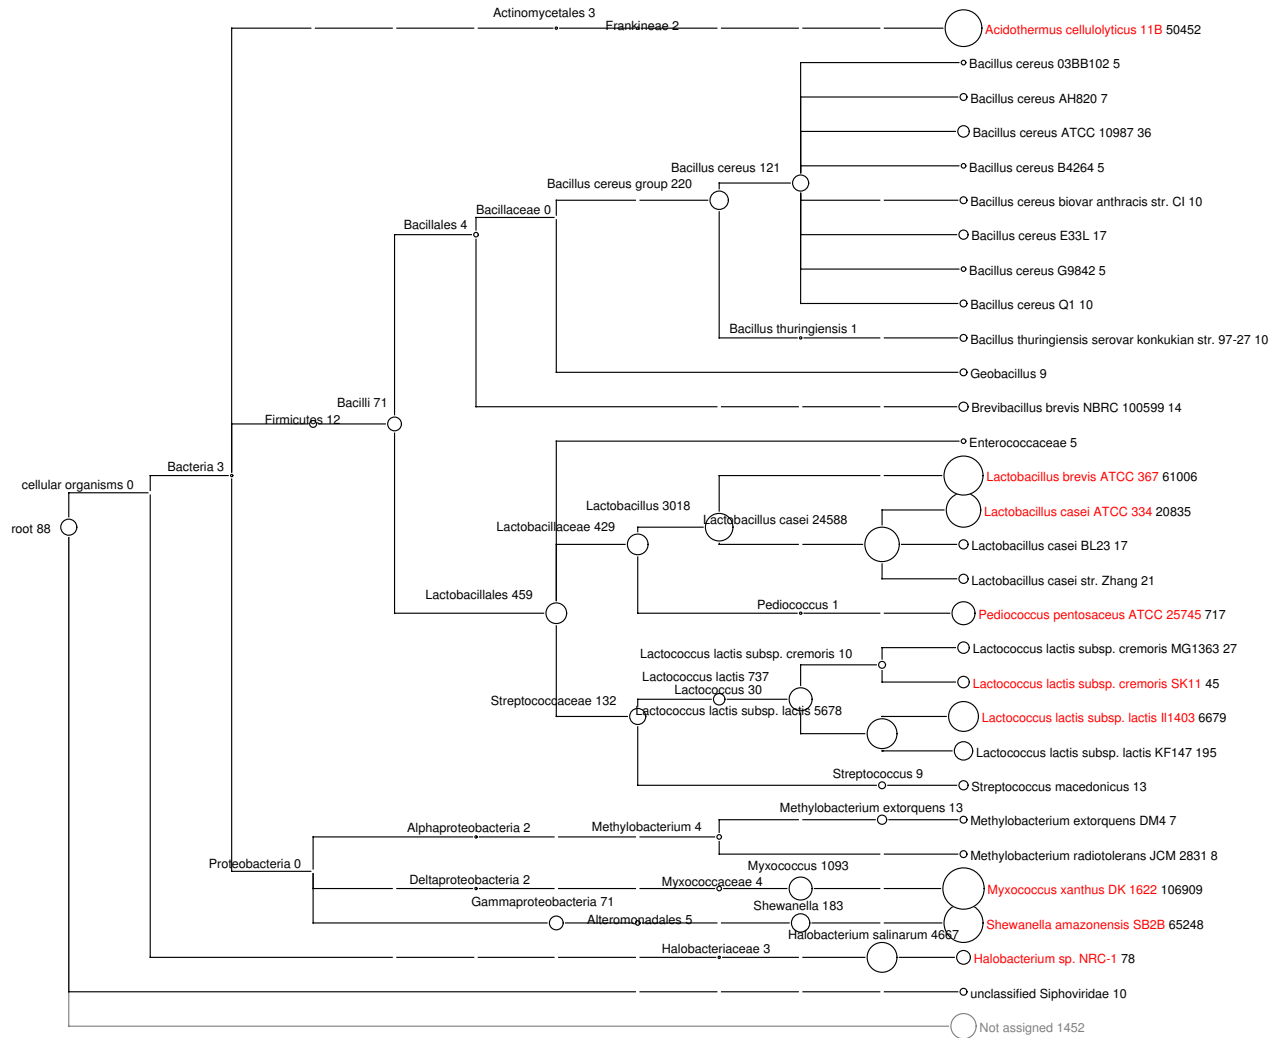 Actinomycetales 3
Frankineae 2
Acidothermus cellulolyticus 11B 50452
Bacillus cereus 03BB102 5
Bacillus cereus AH820 7
Bacillus cereus ATCC 10987 36
Bacillus cereus B4264 5
Bacillus cereus 121
Bacillus cereus group 220
Bacillus cereus biovar anthracis str. CI 10
Bacillaceae 0
Bacillales 4
Bacillus cereus E33L 17
Bacillus cereus G9842 5
Bacillus cereus Q1 10
Bacillus thuringiensis 1
Bacillus thuringiensis serovar konkukian str. 97-27 10
Geobacillus 9
Bacilli 71
Brevibacillus brevis NBRC 100599 14
Firmicutes 12
Enterococcaceae 5
Bacteria 3
Lactobacillus brevis ATCC 367 61006
cellular organisms 0
Lactobacillus 3018
Lactobacillus casei ATCC 334 20835
Lactobacillus casei 24588
root 88
Lactobacillaceae 429
Lactobacillus casei BL23 17
Lactobacillus casei str. Zhang 21
Lactobacillales 459
Pediococcus 1
Pediococcus pentosaceus ATCC 25745 717
Lactococcus lactis subsp. cremoris MG1363 27
Lactococcus lactis subsp. cremoris 10
Lactococcus lactis 737
Lactococcus lactis subsp. cremoris SK11 45
Lactococcus 30
Streptococcaceae 132
Lactococcus lactis subsp. lactis 5678
Lactococcus lactis subsp. lactis Il1403 6679
Lactococcus lactis subsp. lactis KF147 195
Streptococcus 9
Streptococcus macedonicus 13
Methylobacterium extorquens 13
Methylobacterium extorquens DM4 7
Alphaproteobacteria 2
Methylobacterium 4
Methylobacterium radiotolerans JCM 2831 8
Proteobacteria 0
Myxococcus 1093
Deltaproteobacteria 2
Myxococcaceae 4
Myxococcus xanthus DK 1622 106909
Gammaproteobacteria 71
Shewanella 183
Alteromonadales 5
Shewanella amazonensis SB2B 65248
Halobacterium salinarum 4667
Halobacteriaceae 3
Halobacterium sp. NRC-1 78
unclassified Siphoviridae 10
Not assigned 1452